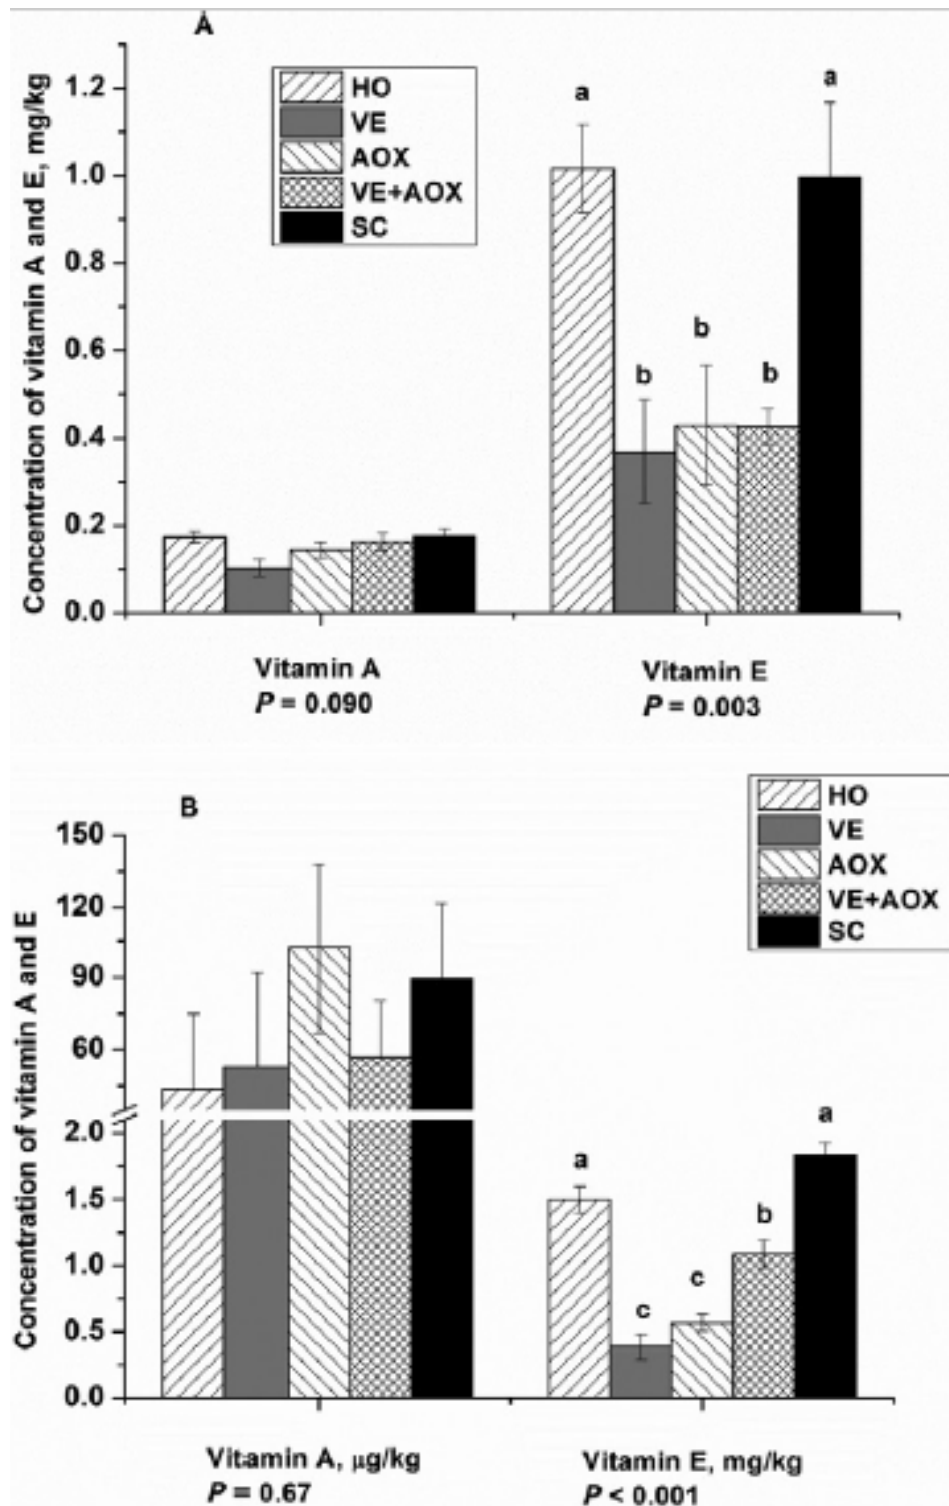 A
Concentration of vitamin A and E, mg/kg
1.2
1.0
0.8
0.6
0.4
0.2
0.0
HO
VE
AOX
VE+AOX
SC
a
b
b
b
a
Vitamin A
P = 0.090
Vitamin E
P = 0.003
B
Concentration of vitamin A and E
150
120
90
60
2.0
1.5
1.0
0.5
0.0
HO
VE
AOX
VE+AOX
SC
a
c
c
b
a
Vitamin A, µg/kg
P = 0.67
Vitamin E, mg/kg
P < 0.001